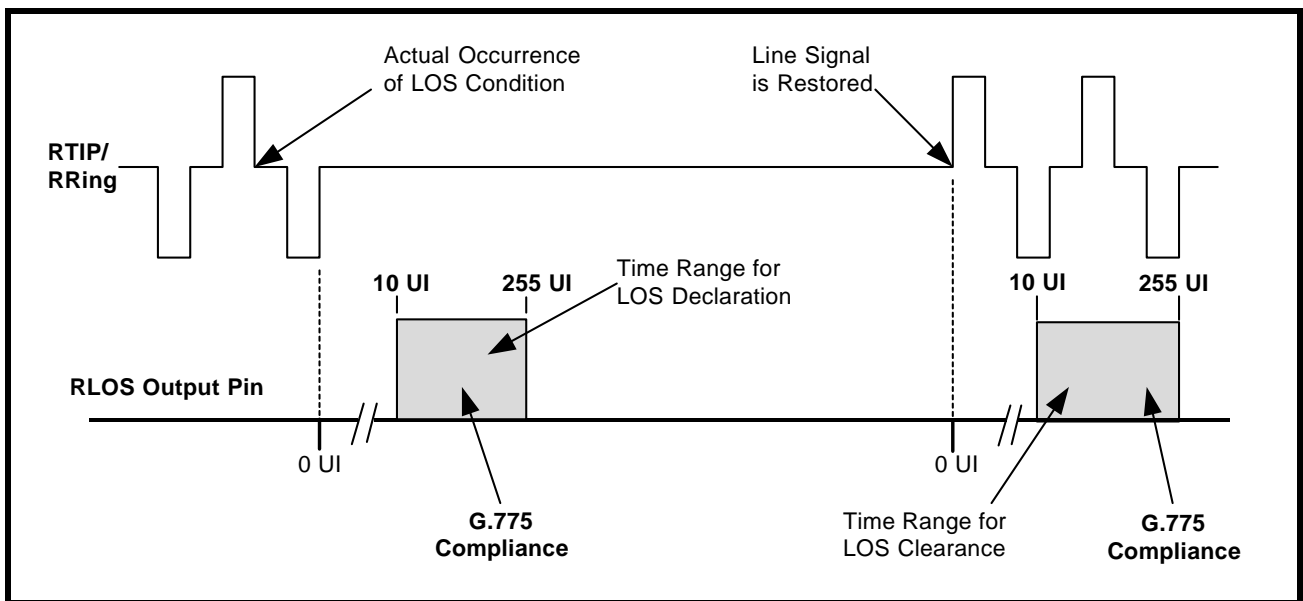 Actual Occurrence
of LOS Condition
Line Signal
is Restored
RTIP/
RRing
10 UI
255 UI
Time Range for
LOS Declaration
10 UI
255 UI
RLOS Output Pin
0 UI
0 UI
G.775
Compliance
Time Range for
LOS Clearance
G.775
Compliance